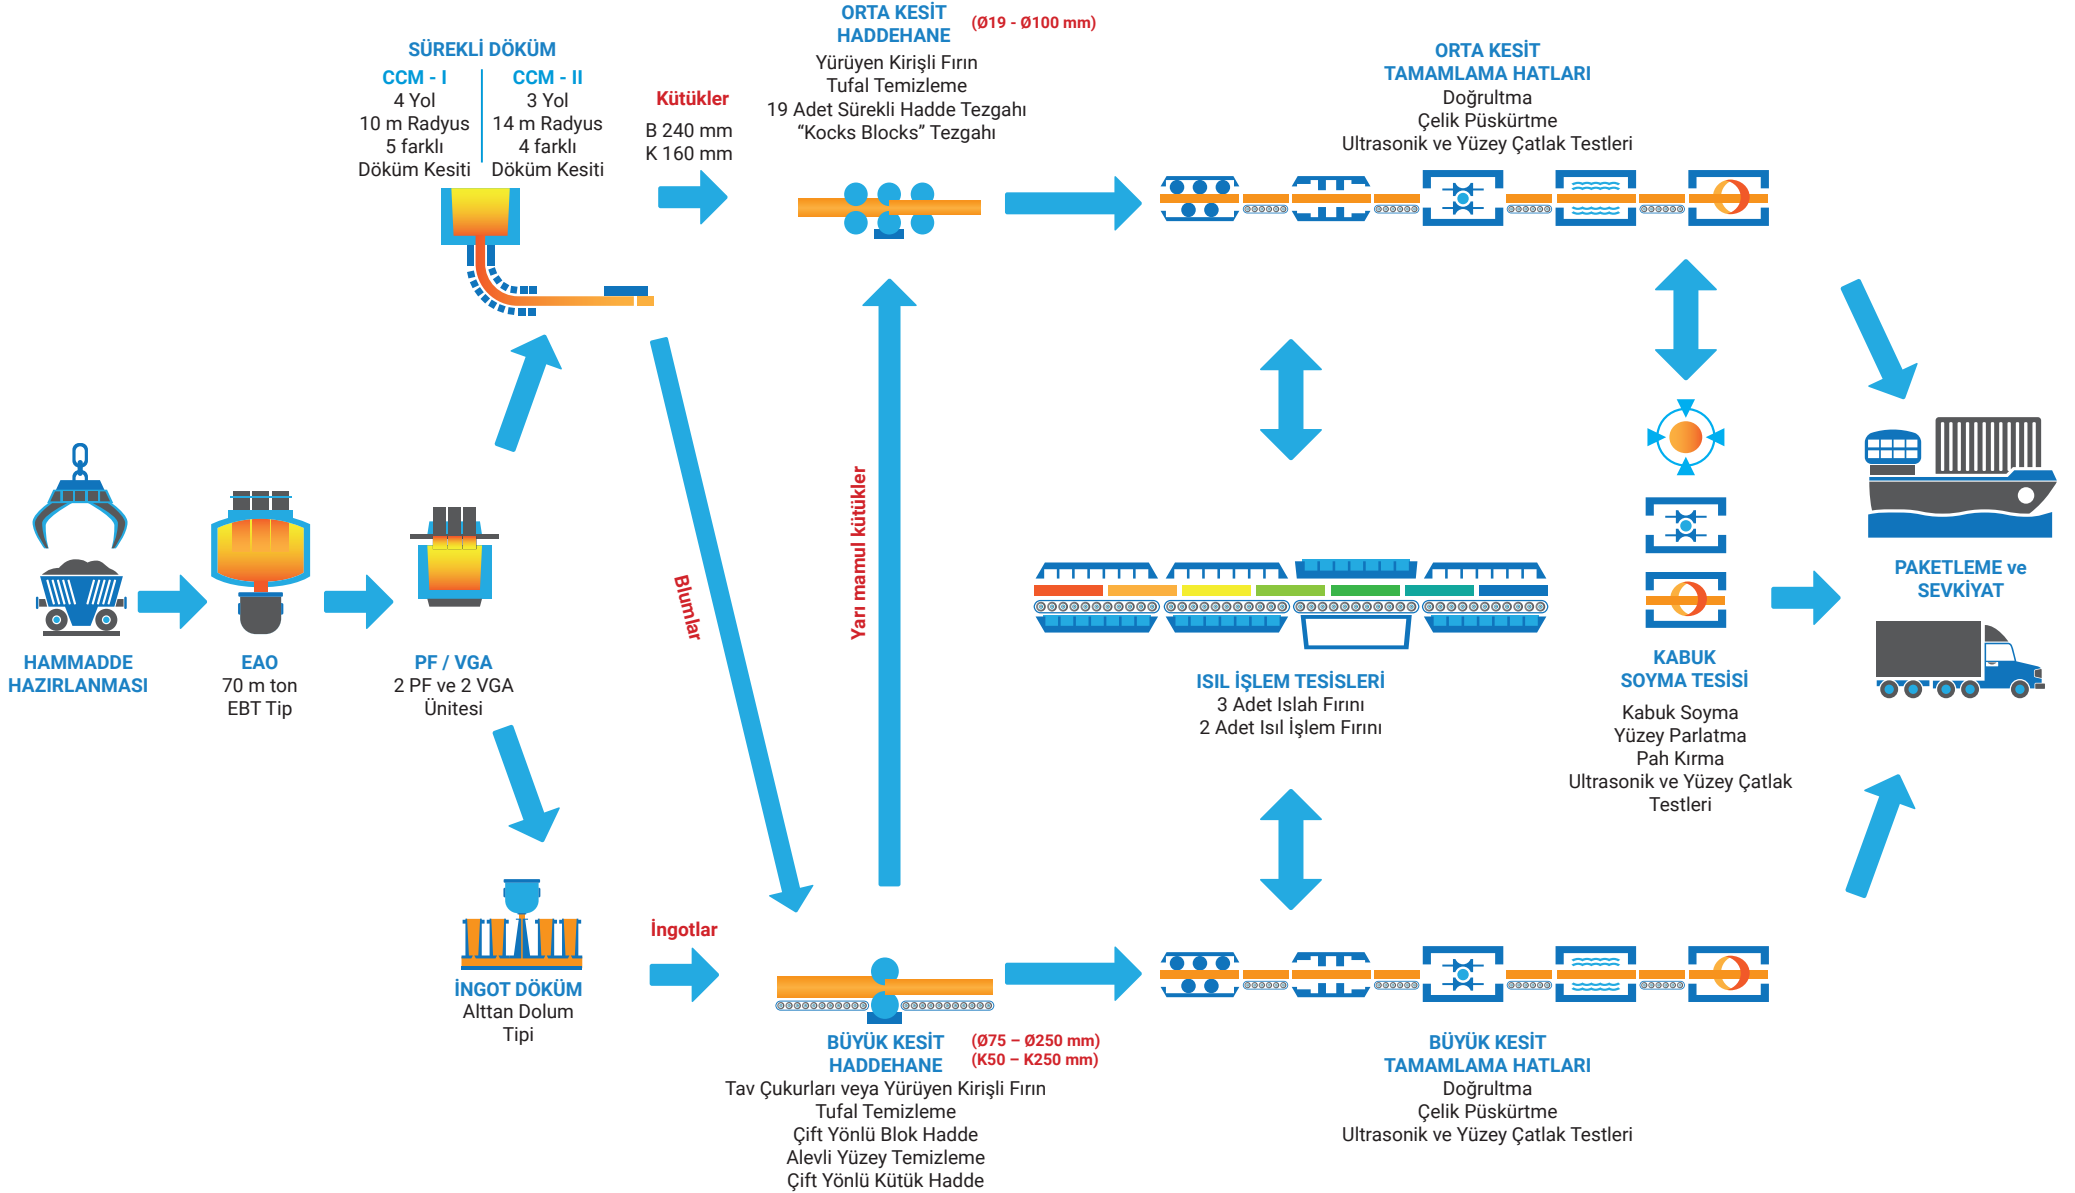 SÜREKLİ DÖKÜM
CCM - I
4 Yol
10 m Radyus
5 farklı
Döküm Kesiti
CCM - II
3 Yol
14 m Radyus
4 farklı
Döküm Kesiti
Kütükler
B 240 mm
K 160 mm
ORTA KESİT
HADDEHANE
(Ø19 - Ø100 mm)
Yürüyen Kirişli Fırın
Tufal Temizleme
19 Adet Sürekli Hadde Tezgahı
“Kocks Blocks” Tezgahı
ORTA KESİT
TAMAMLAMA HATLARI
Doğrultma
Çelik Püskürtme
Ultrasonik ve Yüzey Çatlak Testleri
HAMMADDE
HAZIRLANMASI
EAO
70 m ton
EBT Tip
PF / VGA
2 PF ve 2 VGA
Ünitesi
Blumlar
Yarı mamul kütükler
ISIL İŞLEM TESİSLERİ
3 Adet Islah Fırını
2 Adet Isıl İşlem Fırını
KABUK
SOYMA TESİSİ
Kabuk Soyma
Yüzey Parlatma
Pah Kırma
Ultrasonik ve Yüzey Çatlak
Testleri
PAKETLEME ve
SEVKİYAT
İNGOT DÖKÜM
Alttan Dolum
Tipi
İngotlar
BÜYÜK KESİT
HADDEHANE
(Ø75 – Ø250 mm)
(K50 – K250 mm)
Tav Çukurları veya Yürüyen Kirişli Fırın
Tufal Temizleme
Çift Yönlü Blok Hadde
Alevli Yüzey Temizleme
Çift Yönlü Kütük Hadde
BÜYÜK KESİT
TAMAMLAMA HATLARI
Doğrultma
Çelik Püskürtme
Ultrasonik ve Yüzey Çatlak Testleri